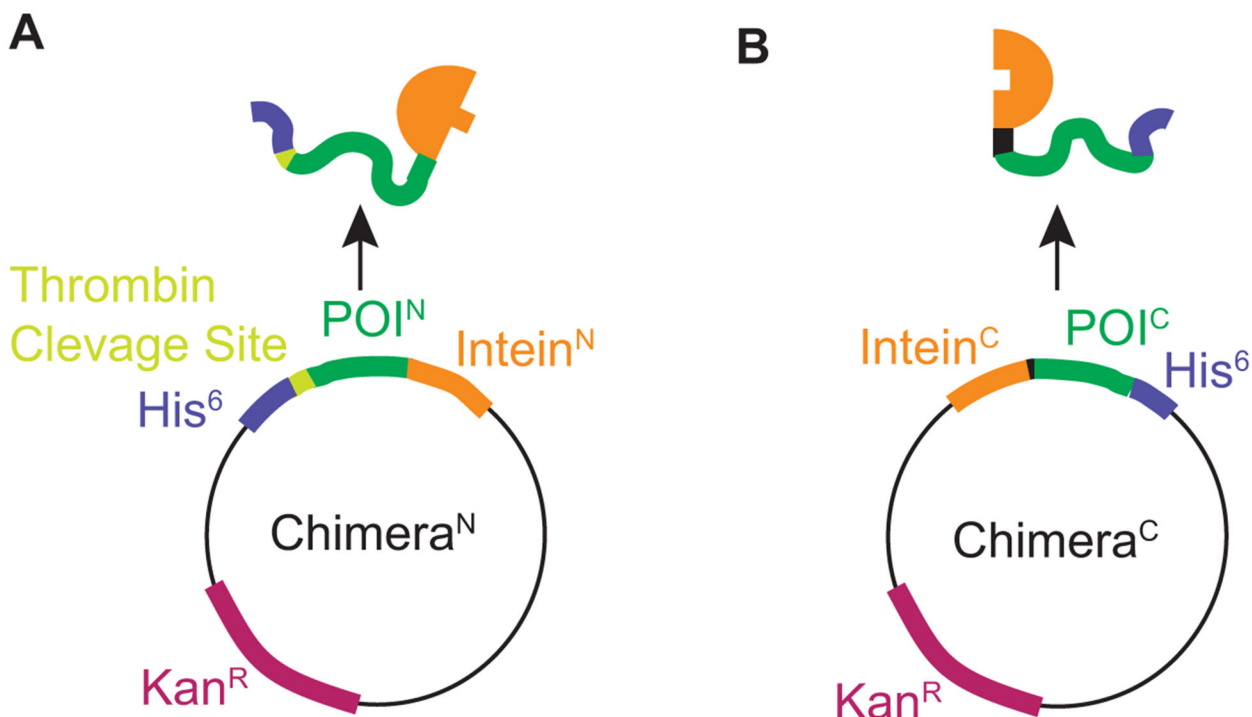 A
Thrombin
Clevage Site
POI^N
Intein^N
His^6
Chimera^N
Kan^R
B
Intein^C
POI^C
His^6
Chimera^C
Kan^R